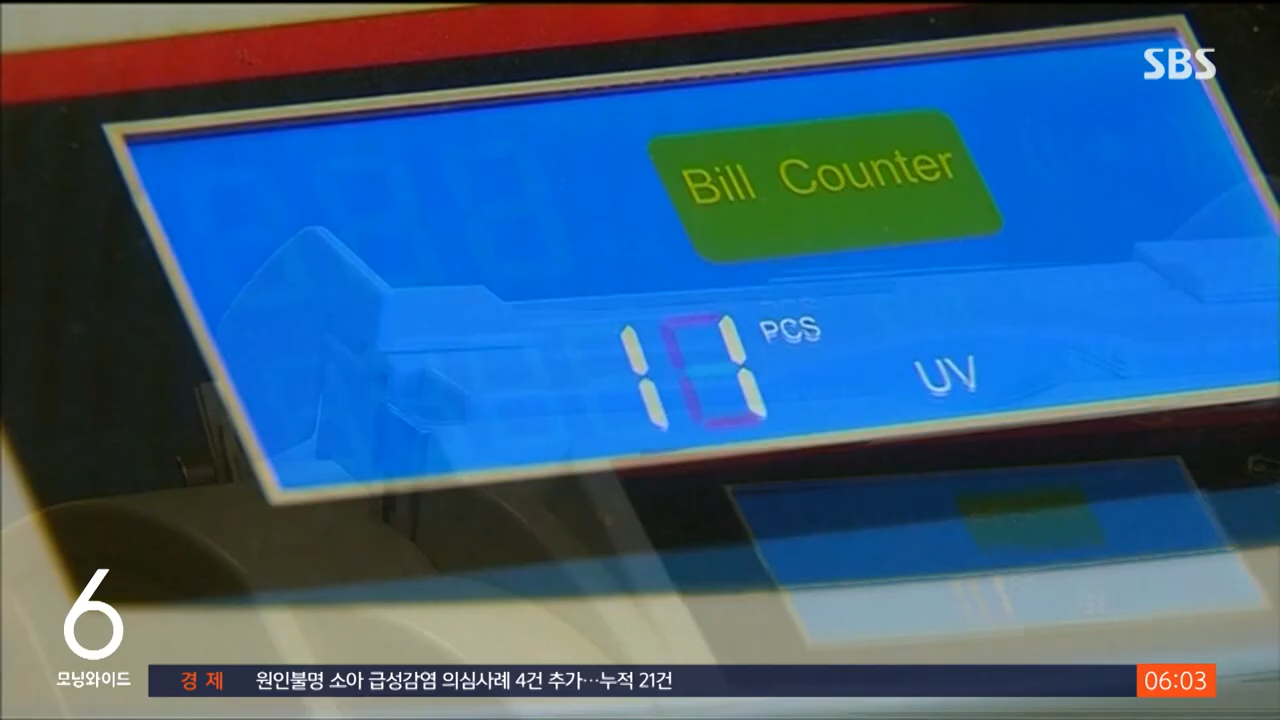 SBS
Bill Counter
PCS
UV
6
모닝와이드
경 제
원인불명 소아 급성감염 의심사례 4건 추가…누적 21건
06:03